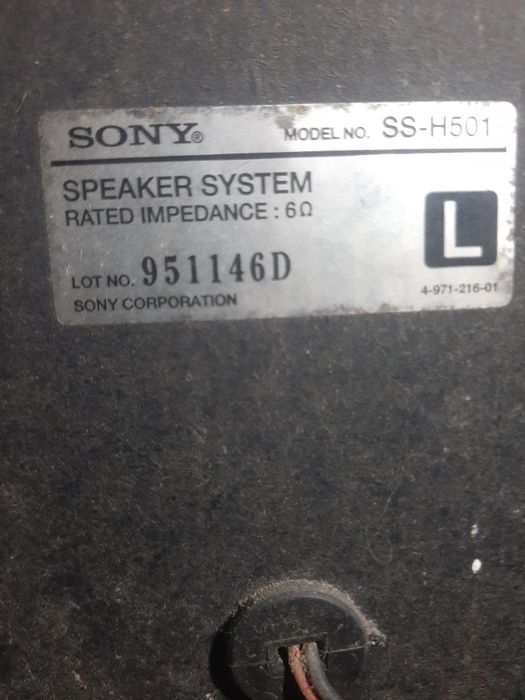 SONY® MODEL NO. SS-H501
SPEAKER SYSTEM
RATED IMPEDANCE : 6Ω
L
LOT NO. 951146D
SONY CORPORATION 4-971-216-01